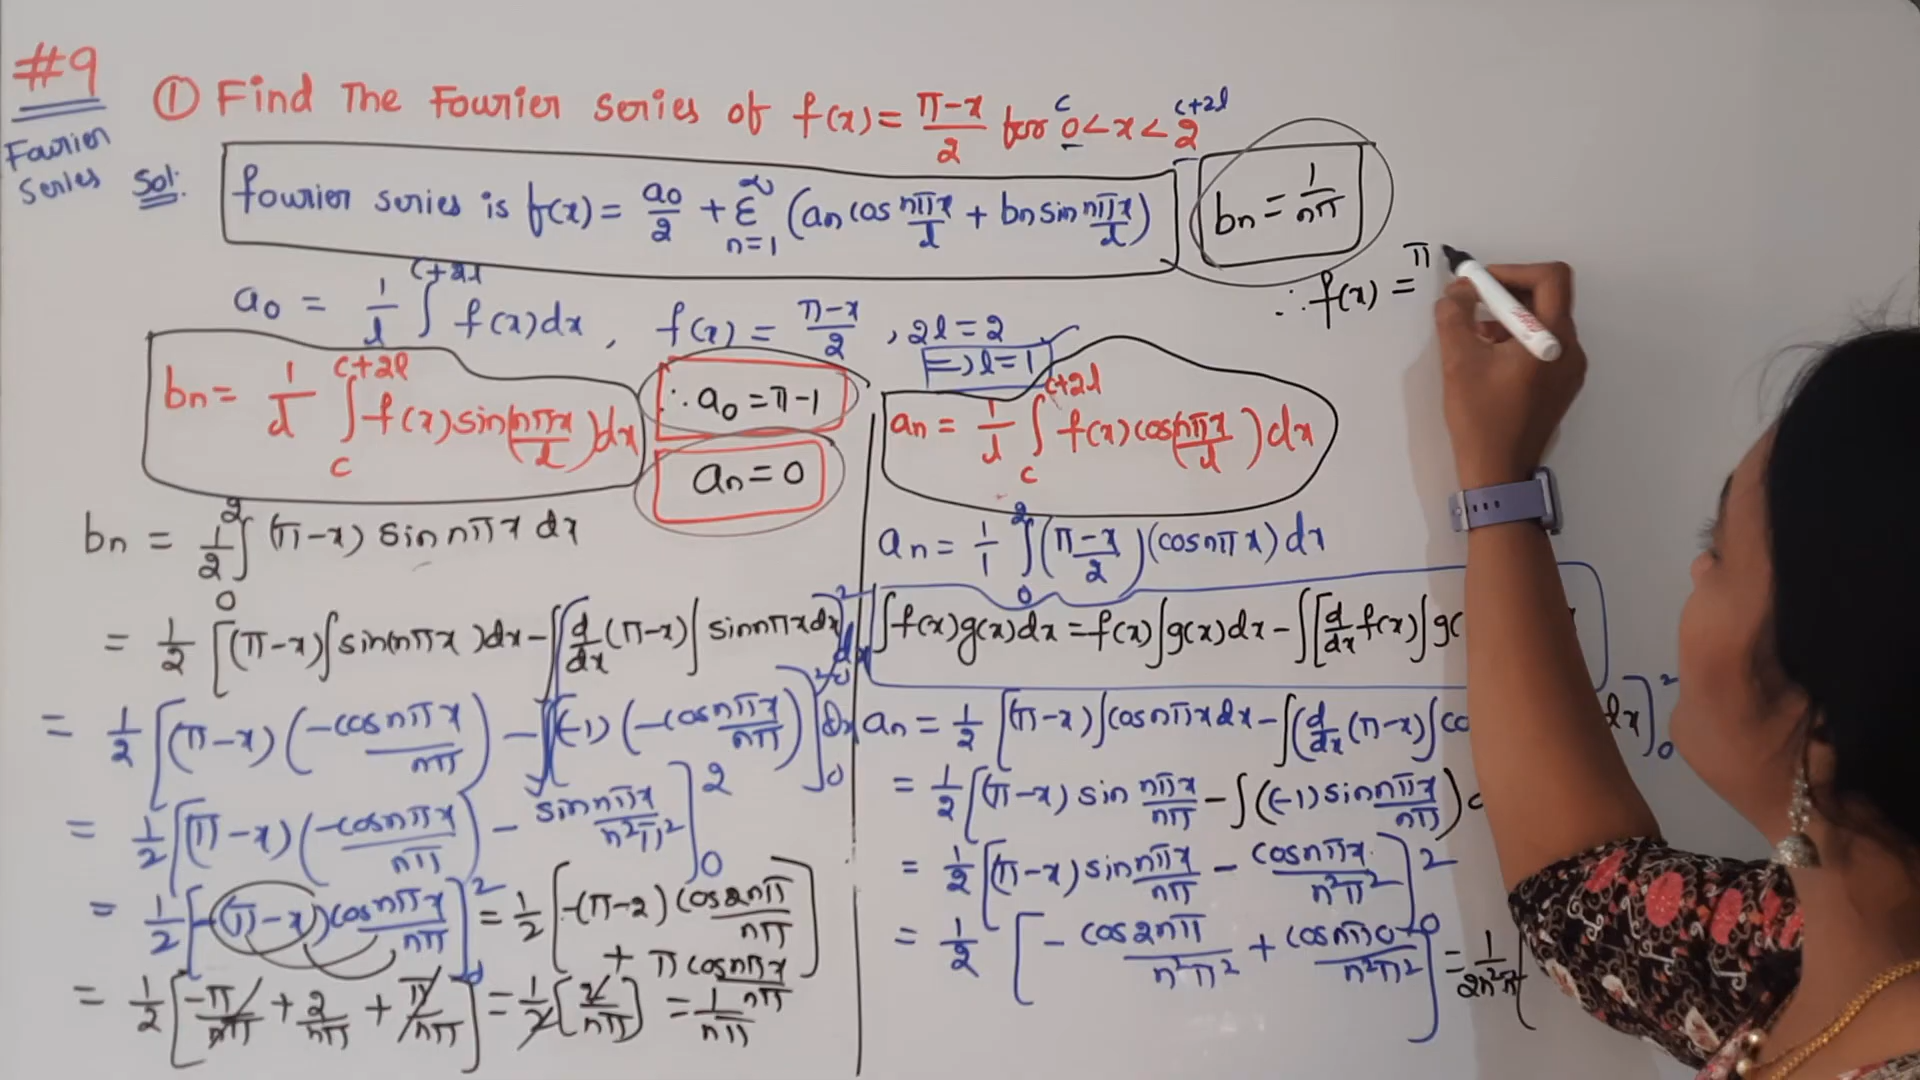 #9
Fourier Series
① Find The Fourier Series of f(x) = (π-x)/2 for 0 < x < 2
c
c+2l
Sol:
fourier series is f(x) = a0/2 + Σ_{n=1}^{∞} (an cos nπx/l + bn sin nπx/l)
bn = 1/nπ
∴ f(x) = π
a0 = 1/l ∫^{c+2l} f(x)dx , f(x) = (π-x)/2 , 2l = 2
=> l = 1
bn = 1/l ∫_c^{c+2l} f(x) sin(nπx/l)dx
∴ a0 = π-1
an = 0
an = 1/l ∫_c^{c+2l} f(x) cos(nπx/l) dx
bn = 1/2 ∫_0^2 (π-x) sin nπx dx
= 1/2 [(π-x)∫sin(nπx)dx - ∫(d/dx (π-x)∫sin nπx dx) dx]_0^2
= 1/2 [(π-x)(-cos nπx/nπ) - ∫(-1)(-cos nπx/nπ) dx]_0^2
= 1/2 [(π-x)(-cos nπx/nπ) - sin nπx/n²π²]_0^2
= 1/2 [-(π-x) cos nπx/nπ]_0^2 = 1/2 [-(π-2) cos 2nπ/nπ
+ π cos nπx/nπ]
= 1/2 [-π/nπ + 2/nπ + π/nπ] = 1/2 [2/nπ] = 1/nπ
an = 1/1 ∫_0^2 ((π-x)/2)(cos nπx) dx
∫f(x)g(x)dx = f(x)∫g(x)dx - ∫[d/dx f(x)∫g(
an = 1/2 [(π-x)∫cos nπx dx - ∫(d/dx (π-x)∫co dx]_0^2
= 1/2 [(π-x) sin nπx/nπ - ∫((-1) sin nπx/nπ)
= 1/2 [(π-x) sin nπx/nπ - cos nπx/n²π²]_0^2
= 1/2 [- cos 2nπ/n²π² + cos nπ0/n²π²] = 1/2n²π² [